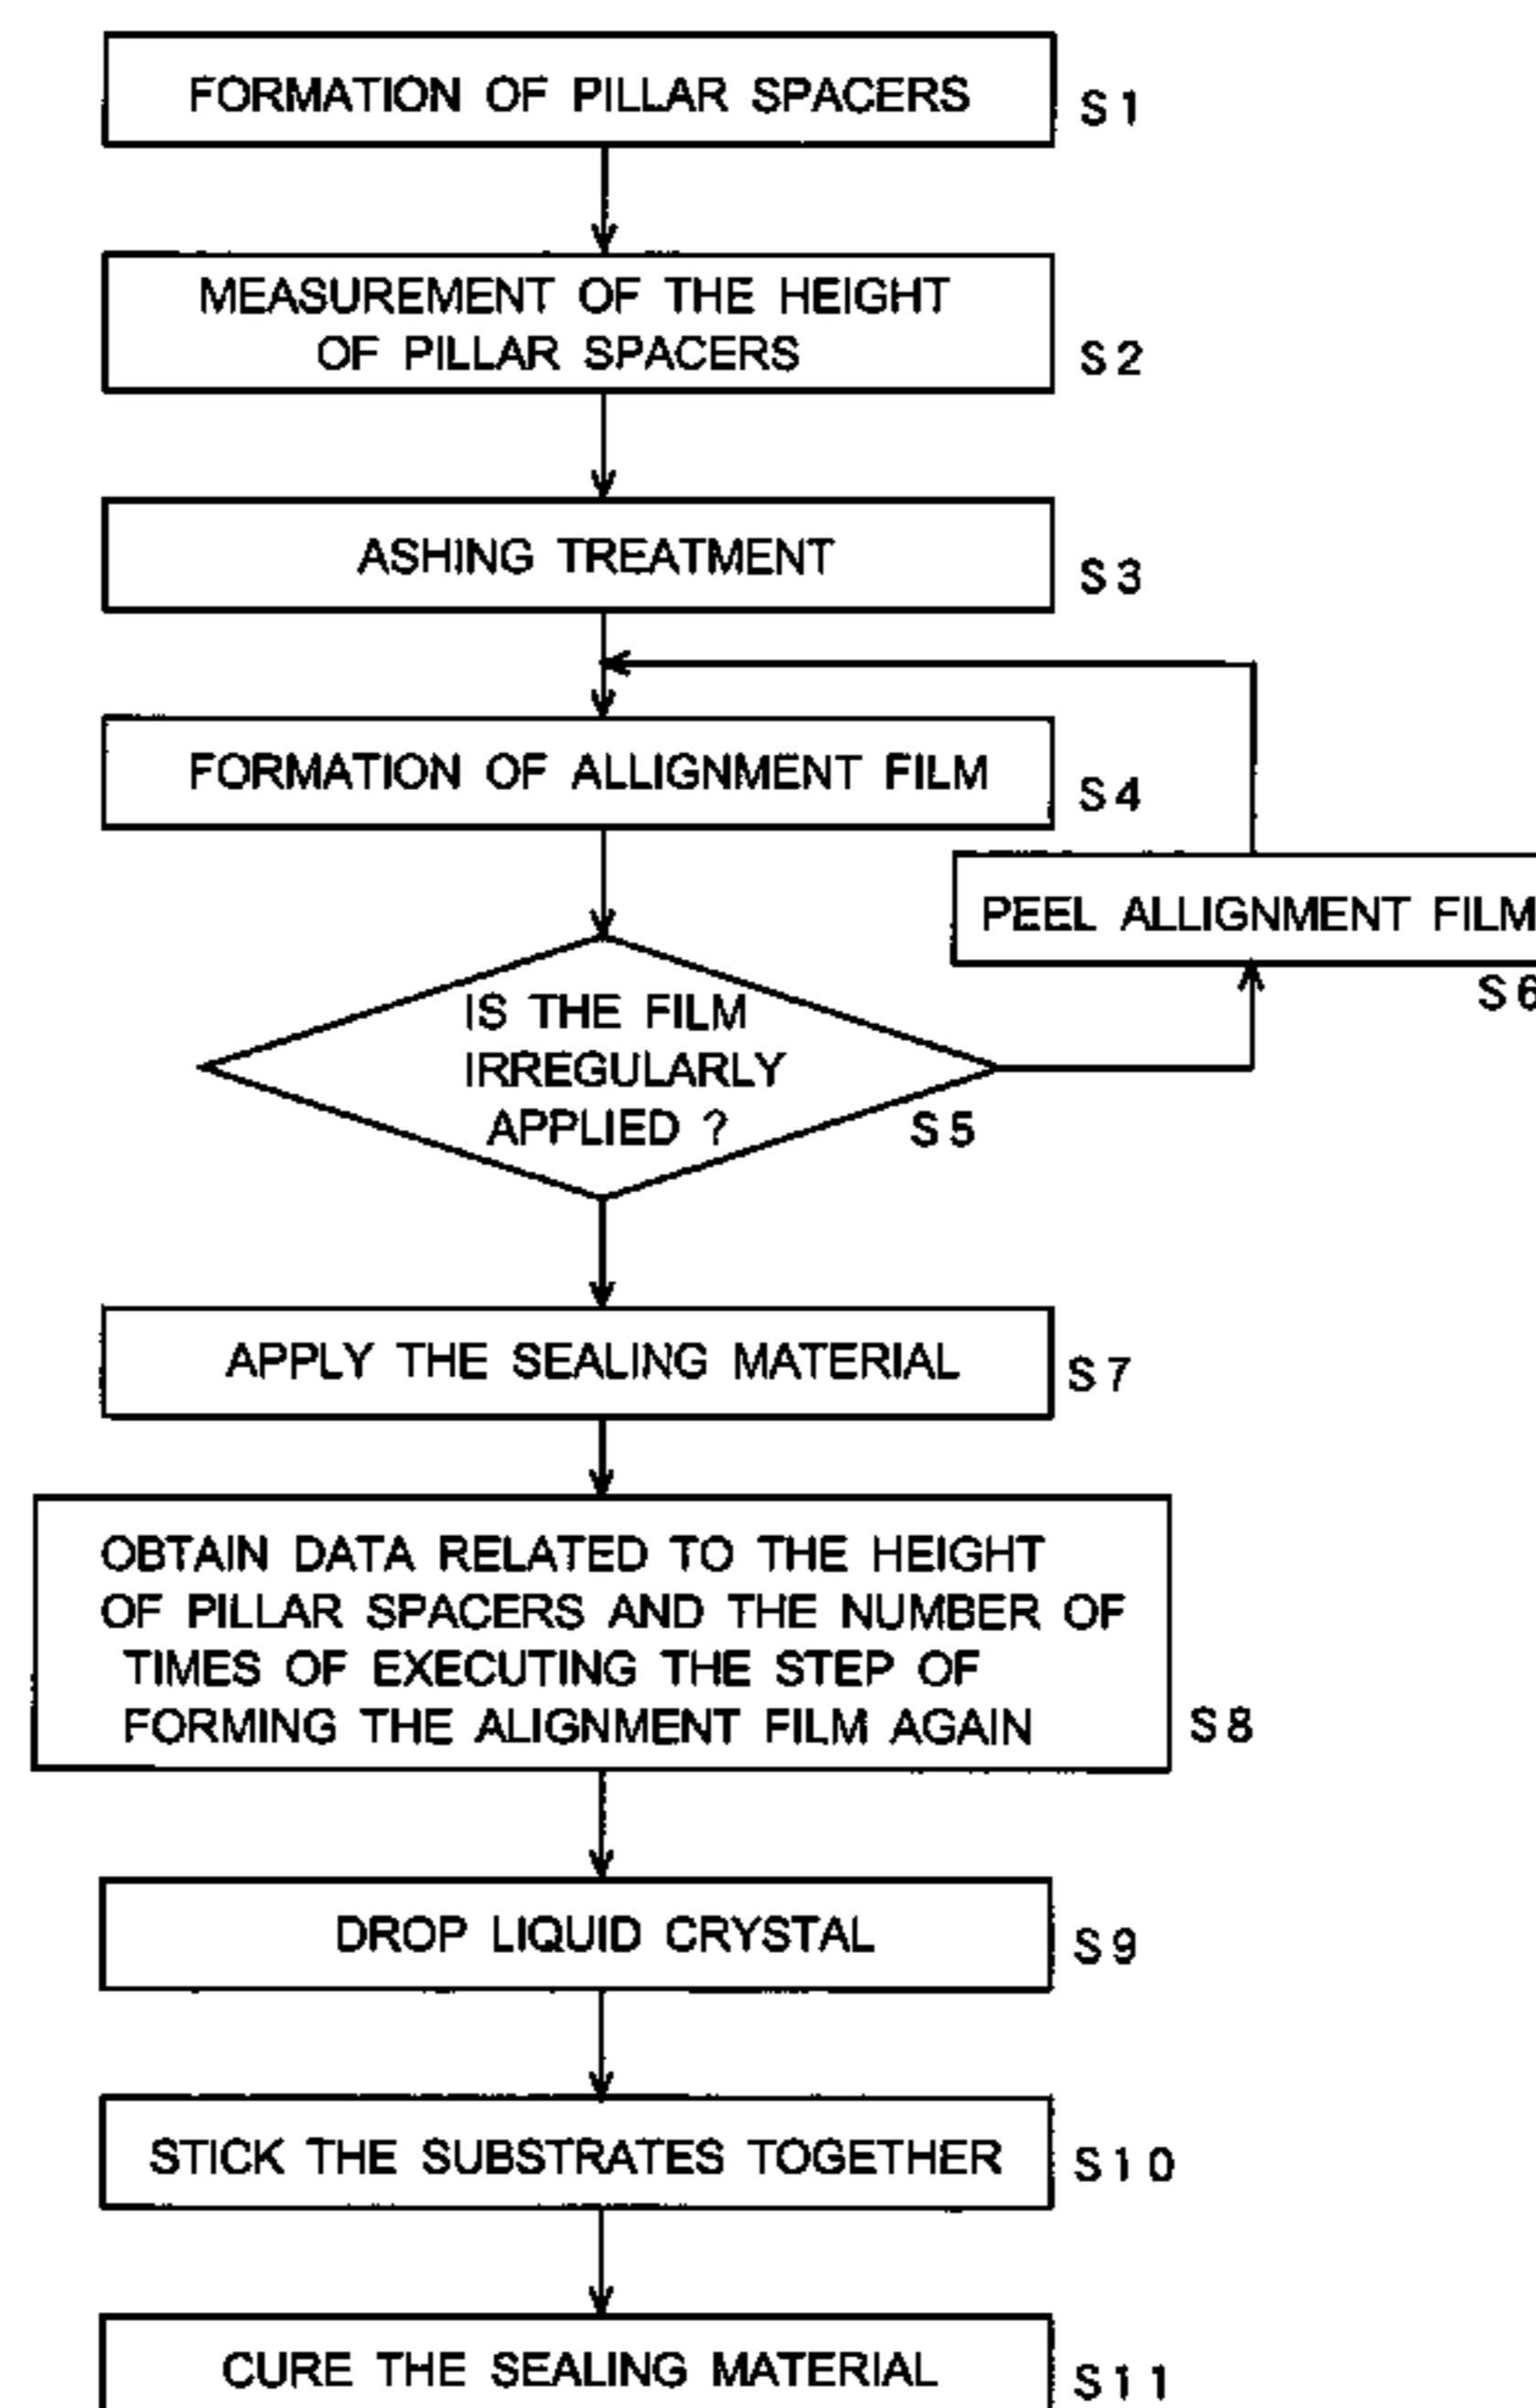 FORMATION OF PILLAR SPACERS
S1
MEASUREMENT OF THE HEIGHT
OF PILLAR SPACERS
S2
ASHING TREATMENT
S3
FORMATION OF ALLIGNMENT FILM
S4
PEEL ALLIGNMENT FILM
S6
IS THE FILM
IRREGULARLY
APPLIED ?
S5
APPLY THE SEALING MATERIAL
S7
OBTAIN DATA RELATED TO THE HEIGHT
OF PILLAR SPACERS AND THE NUMBER OF
TIMES OF EXECUTING THE STEP OF
FORMING THE ALIGNMENT FILM AGAIN
S8
DROP LIQUID CRYSTAL
S9
STICK THE SUBSTRATES TOGETHER
S10
CURE THE SEALING MATERIAL
S11